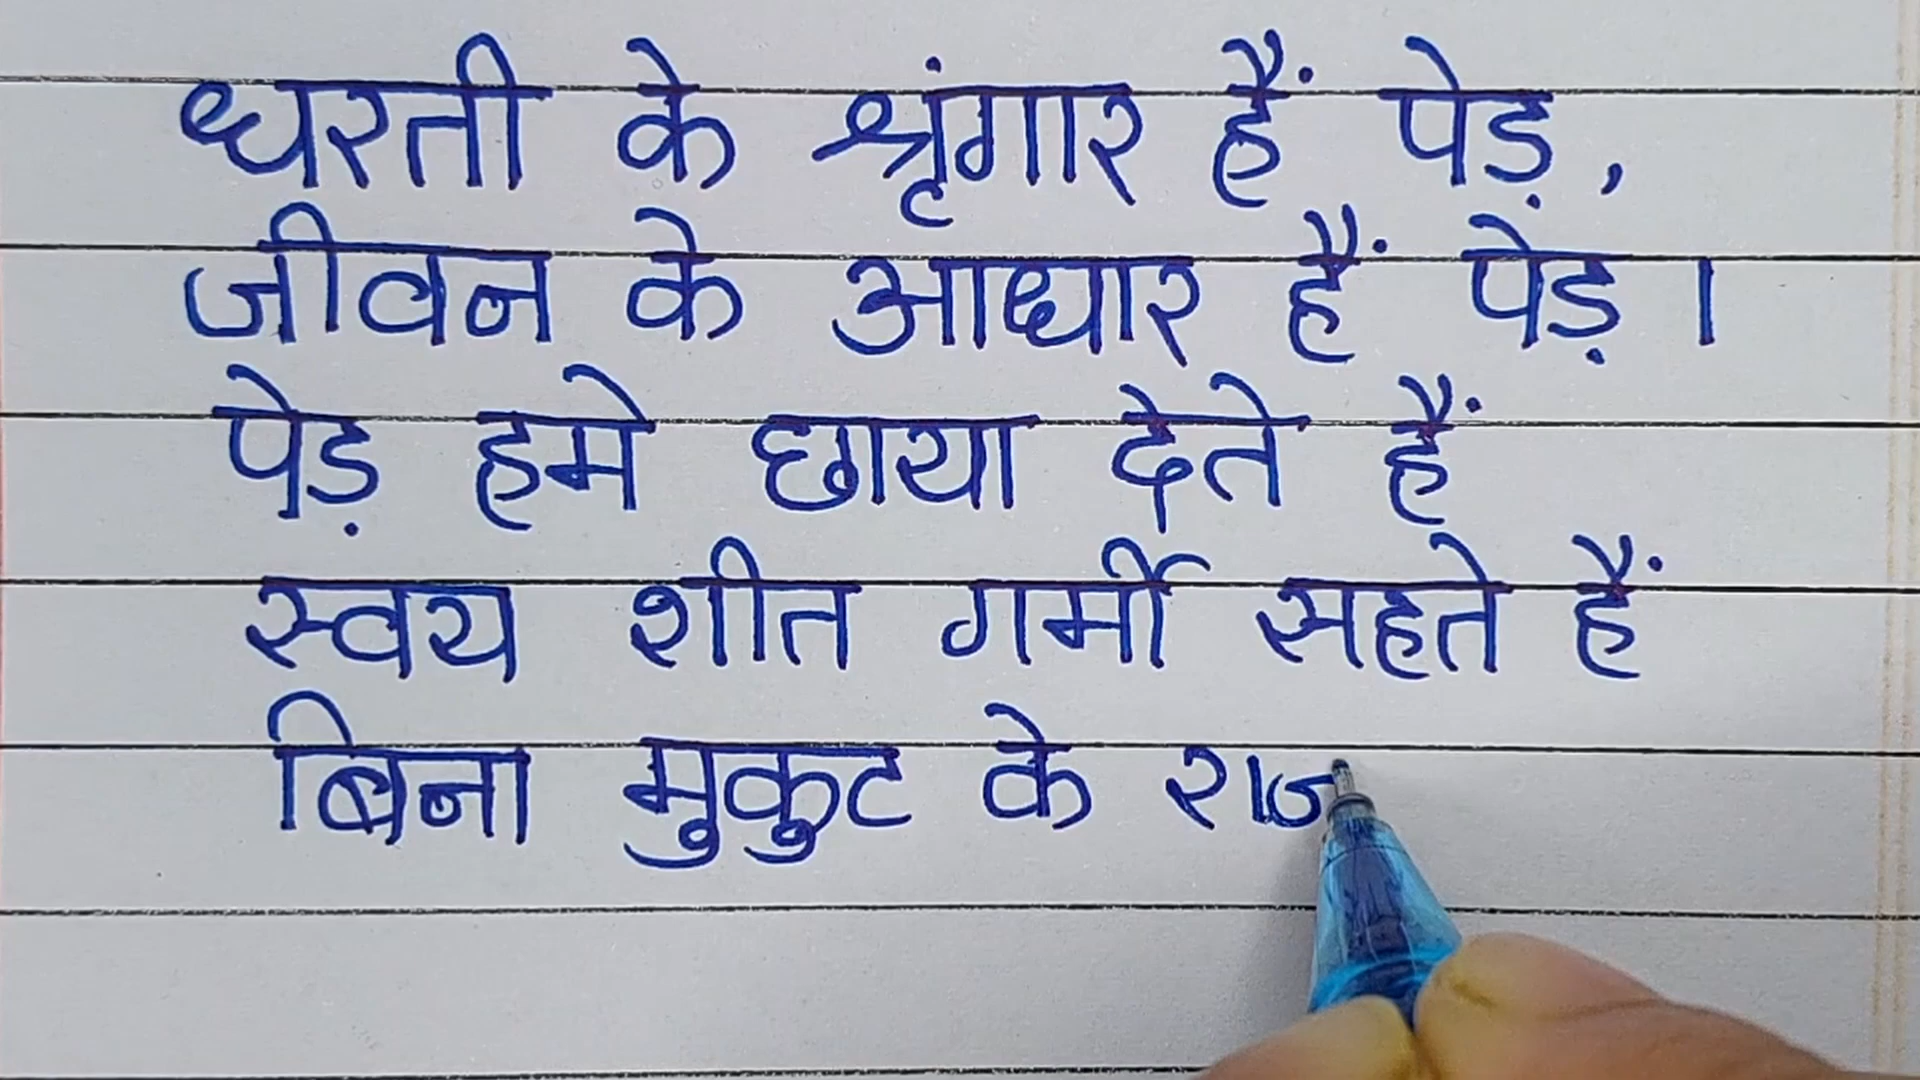 धरती के श्रृंगार हैं पेड़,
जीवन के आधार हैं पेड़।
पेड़ हमे छाया देते हैं
स्वय शीत गर्मी सहते हैं
बिना मुकुट के